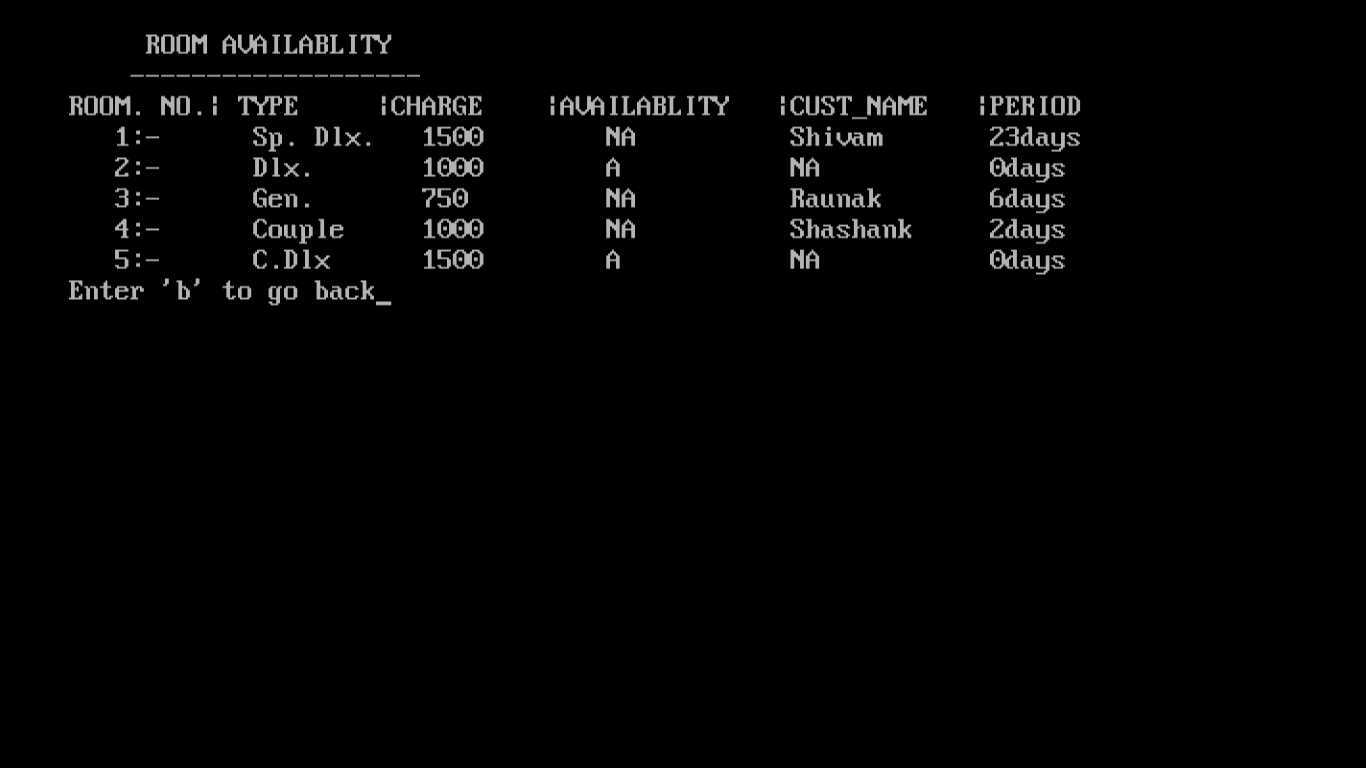 ROOM AVAILABLITY
-------------------
ROOM. NO.¦ TYPE ¦CHARGE ¦AVAILABLITY ¦CUST_NAME ¦PERIOD
1:- Sp. Dlx. 1500 NA Shivam 23days
2:- Dlx. 1000 A NA 0days
3:- Gen. 750 NA Raunak 6days
4:- Couple 1000 NA Shashank 2days
5:- C.Dlx 1500 A NA 0days
Enter 'b' to go back_